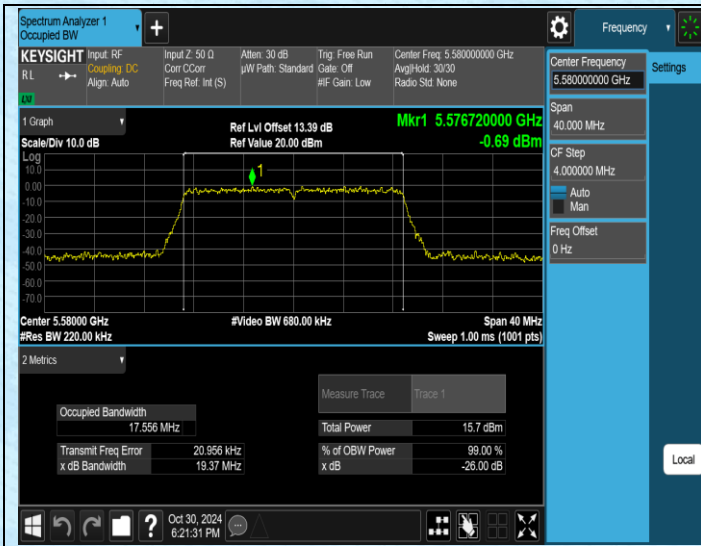 Spectrum Analyzer 1
Occupied BW
+
Frequency
KEYSIGHT
RL
LXI
Input: RF
Coupling: DC
Align: Auto
Input Z: 50 Ω
Corr CCorr
Freq Ref: Int (S)
Atten: 30 dB
µW Path: Standard
Trig: Free Run
Gate: Off
#IF Gain: Low
Center Freq: 5.580000000 GHz
Avg|Hold: 30/30
Radio Std: None
Center Frequency
5.580000000 GHz
Settings
Span
40.000 MHz
CF Step
4.000000 MHz
Auto
Man
Freq Offset
0 Hz
1 Graph
Scale/Div 10.0 dB
Ref Lvl Offset 13.39 dB
Ref Value 20.00 dBm
Mkr1 5.576720000 GHz
-0.69 dBm
Log
10.0
0.00
-10.0
-20.0
-30.0
-40.0
-50.0
-60.0
-70.0
1
Center 5.58000 GHz
#Res BW 220.00 kHz
#Video BW 680.00 kHz
Span 40 MHz
Sweep 1.00 ms (1001 pts)
2 Metrics
Measure Trace
Trace 1
Occupied Bandwidth
17.556 MHz
Total Power
15.7 dBm
Transmit Freq Error
20.956 kHz
% of OBW Power
99.00 %
x dB Bandwidth
19.37 MHz
x dB
-26.00 dB
Local
?
Oct 30, 2024
6:21:31 PM